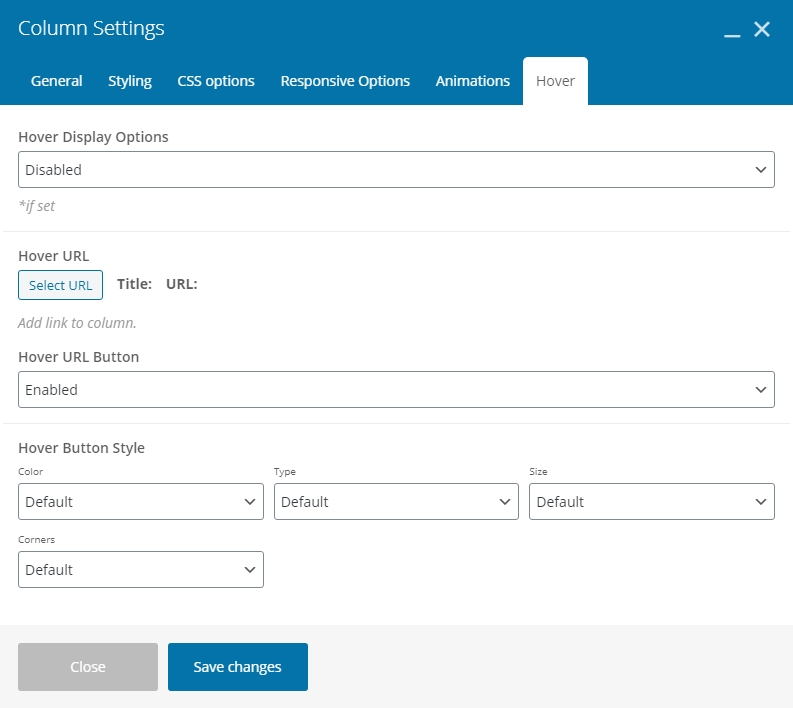 Column Settings
General Styling CSS options Responsive Options Animations Hover
Hover Display Options
Disabled
*if set
Hover URL
Select URL Title: URL:
Add link to column.
Hover URL Button
Enabled
Hover Button Style
Color Type Size
Default Default Default
Corners
Default
Close Save changes